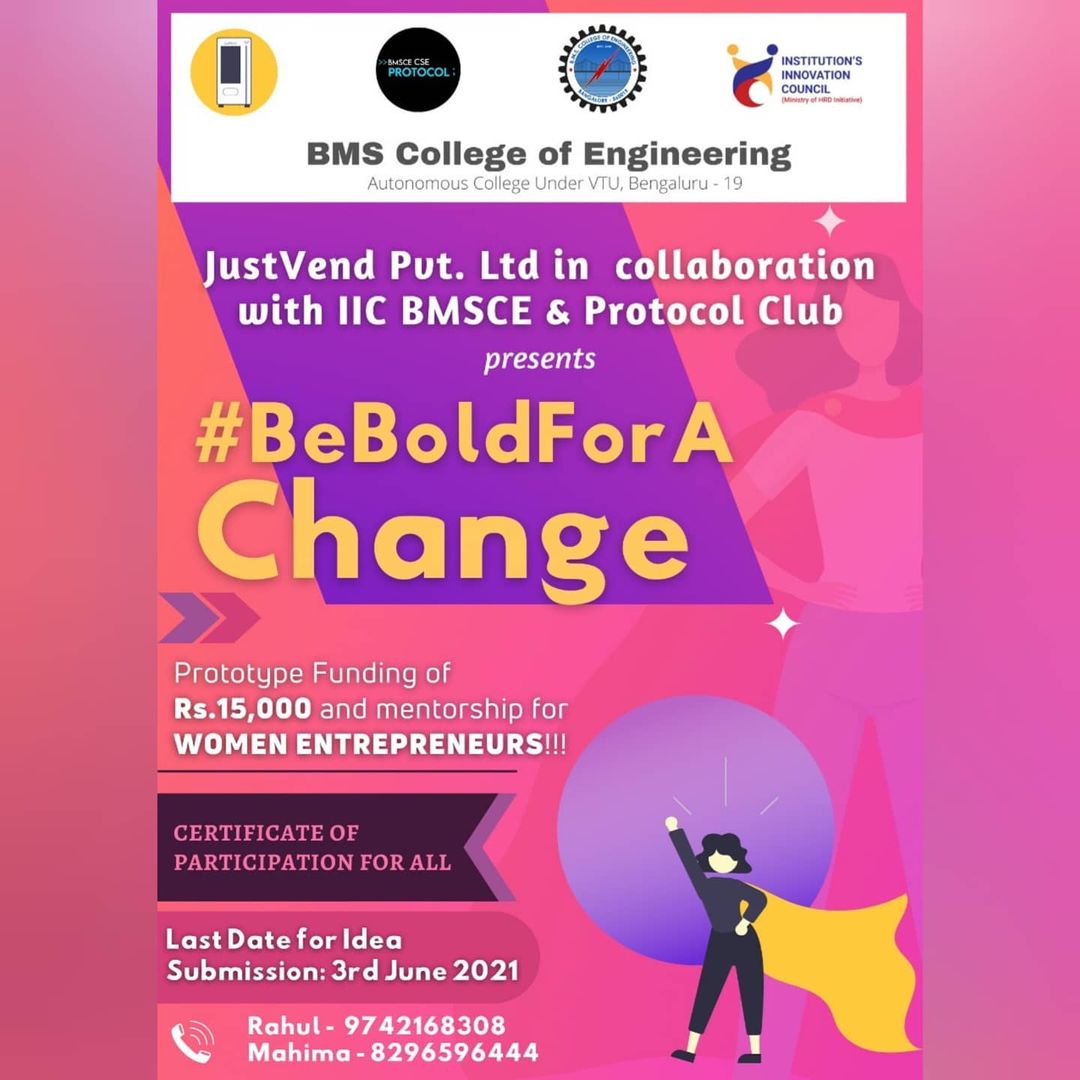 >>BMSCE CSE
PROTOCOL;
B.M.S. COLLEGE OF ENGINEERING
INSTITUTION'S
INNOVATION
COUNCIL
(Ministry of HRD Initiative)
BMS College of Engineering
Autonomous College Under VTU, Bengaluru - 19
JustVend Pvt. Ltd in collaboration
with IIC BMSCE & Protocol Club
presents
#BeBoldForA
Change
Prototype Funding of
Rs.15,000 and mentorship for
WOMEN ENTREPRENEURS!!!
CERTIFICATE OF
PARTICIPATION FOR ALL
Last Date for Idea
Submission: 3rd June 2021
Rahul - 9742168308
Mahima - 8296596444